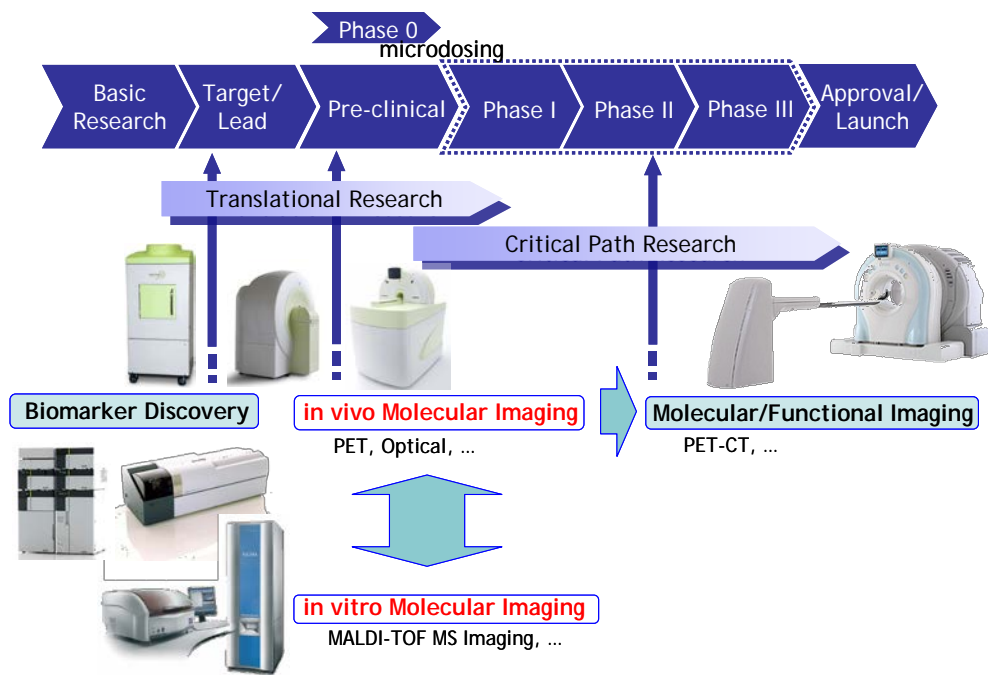 Phase 0
microdosing
Basic
Research
Target/
Lead
Pre-clinical
Phase I
Phase II
Phase III
Approval/
Launch
Translational Research
Critical Path Research
Biomarker Discovery
in vivo Molecular Imaging
Molecular/Functional Imaging
PET, Optical, ...
PET-CT, ...
in vitro Molecular Imaging
MALDI-TOF MS Imaging, ...